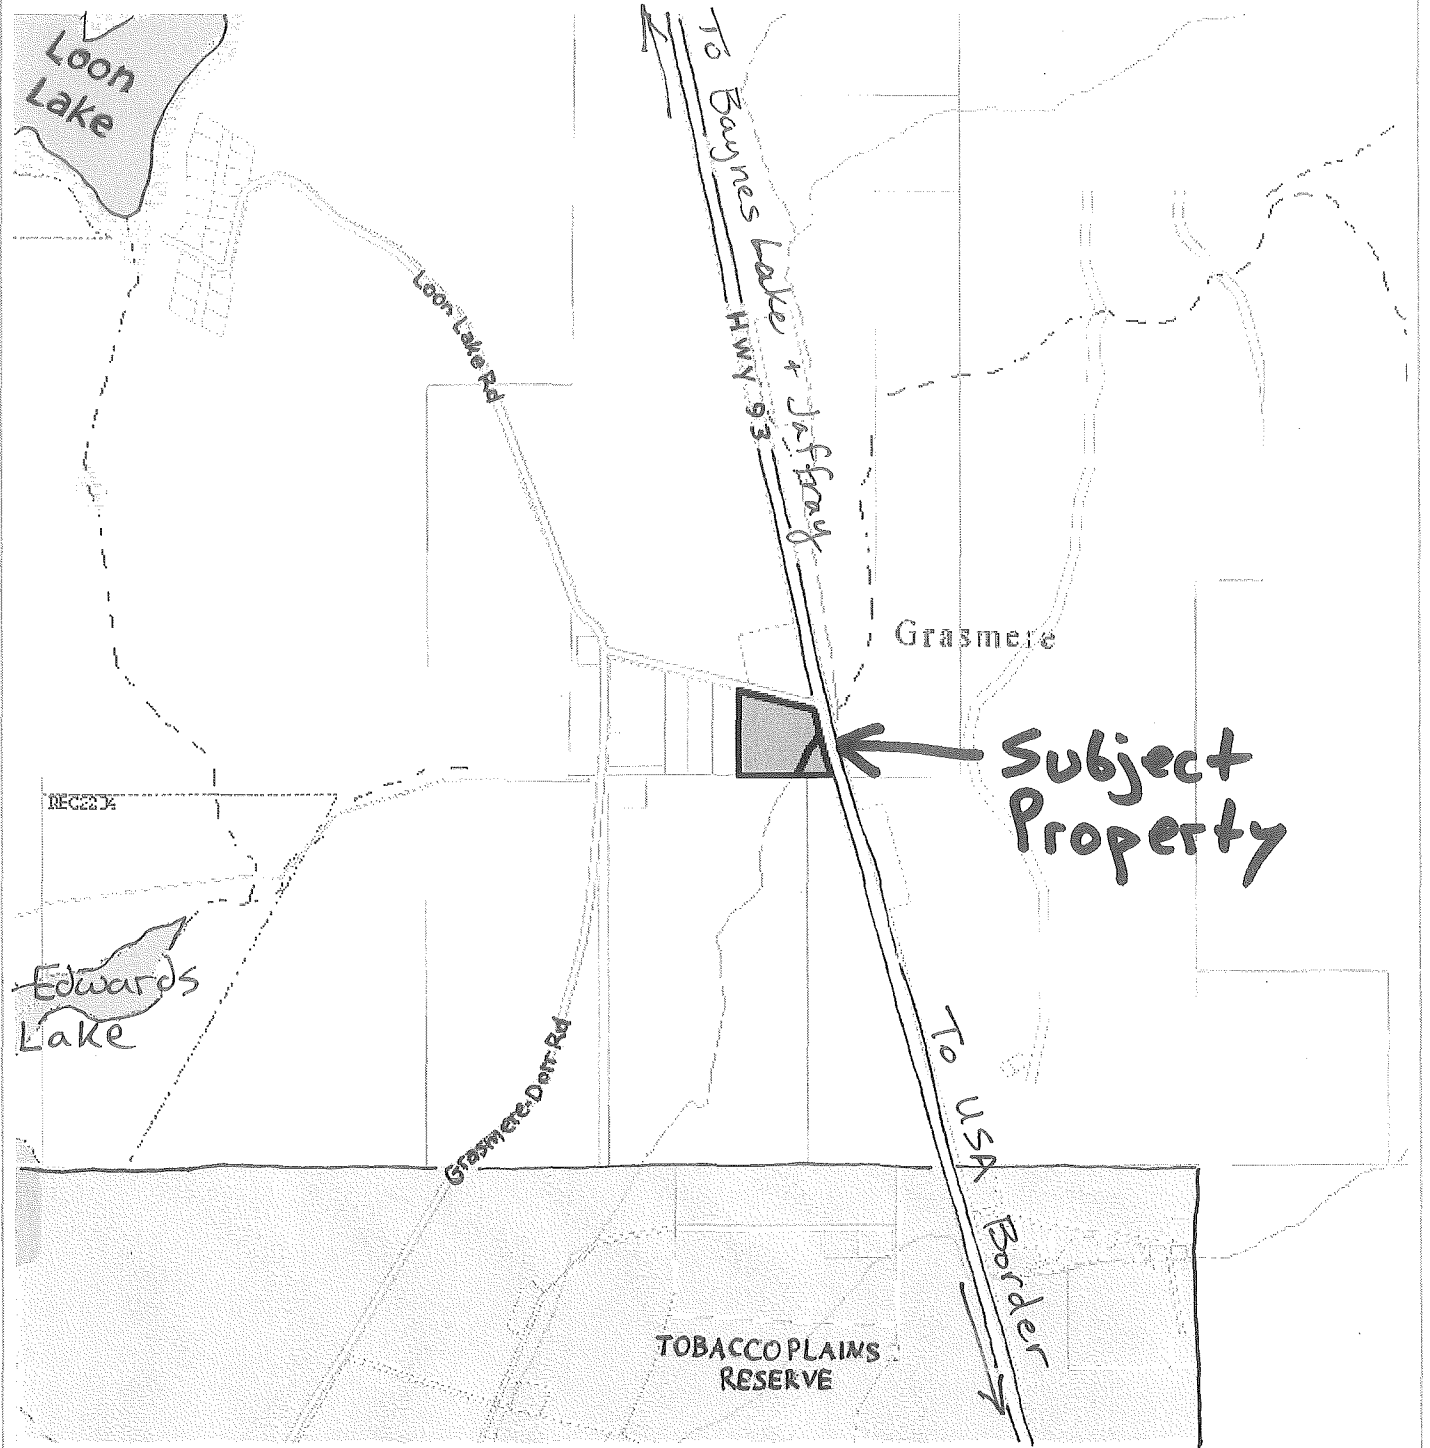 Loon
Lake
To Baynes Lake + Jaffray
Loon Lake Rd
HWY 93
Grasmere
Subject
Property
Edwards
Lake
To USA Border
Grasmere-Dorr Rd
TOBACCO PLAINS
RESERVE